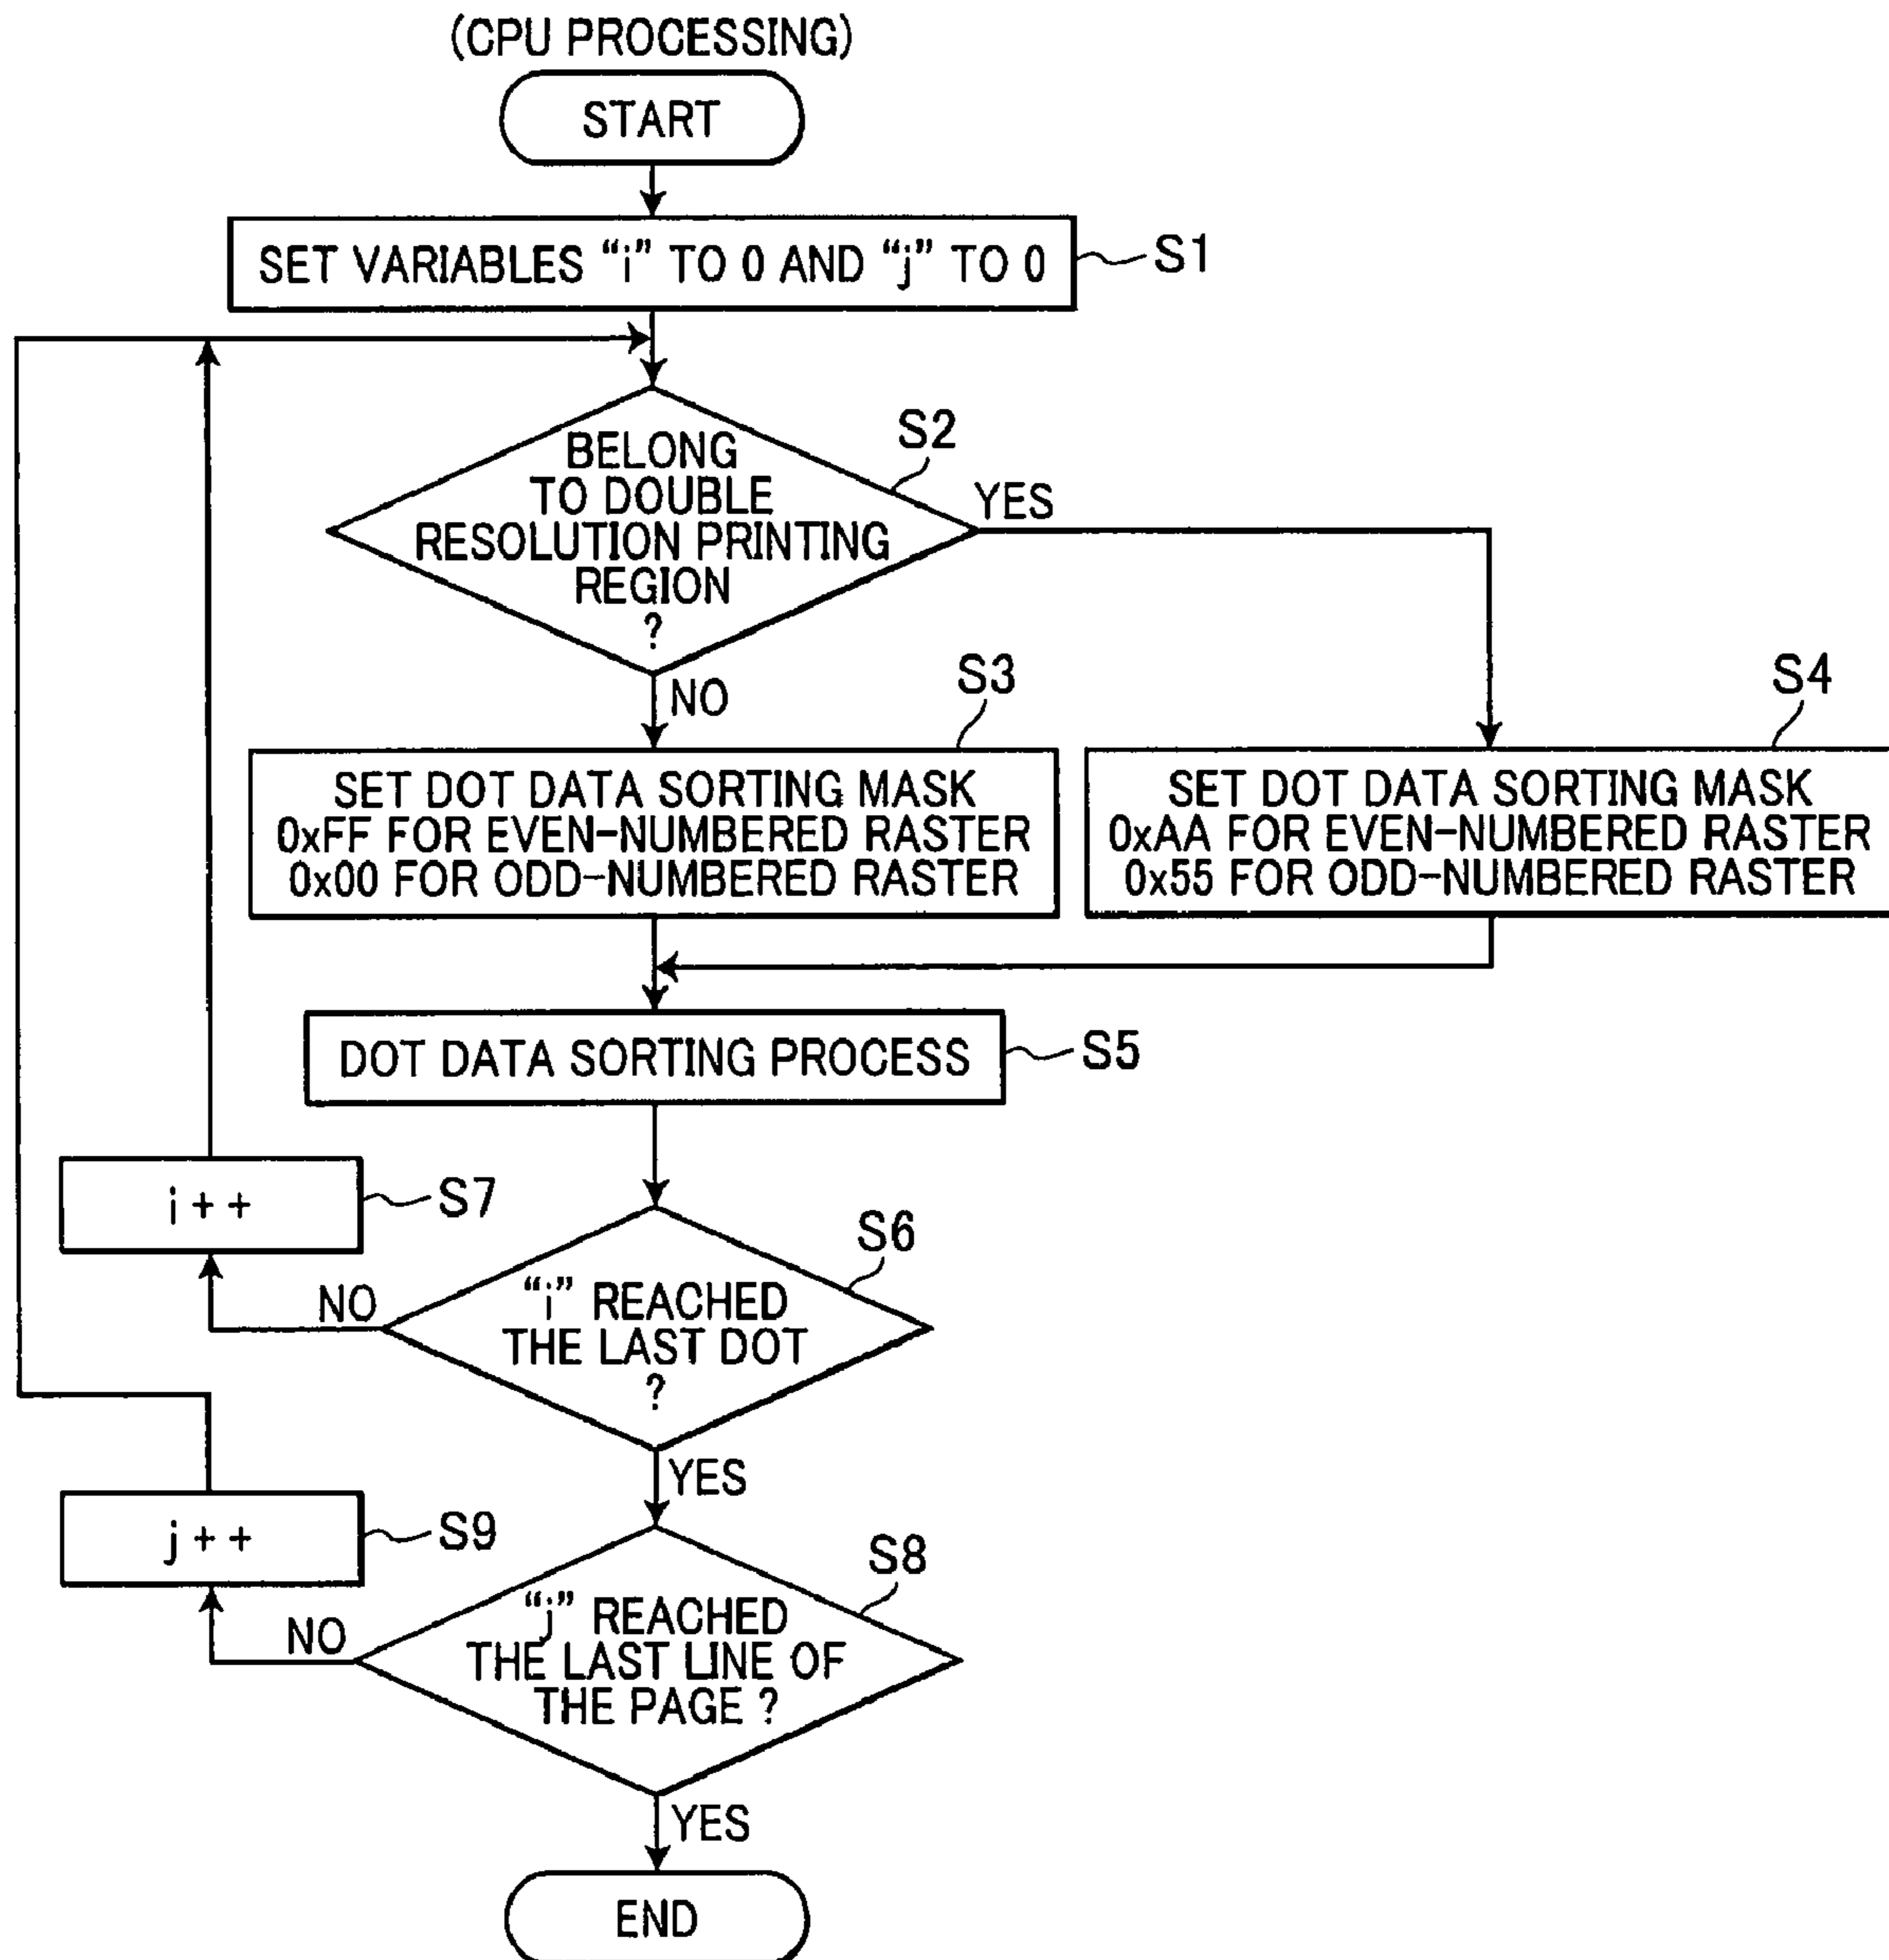 (CPU PROCESSING)
START
SET VARIABLES “i” TO 0 AND “j” TO 0
S1
S2
BELONG
TO DOUBLE
RESOLUTION PRINTING
REGION
?
YES
NO
S3
SET DOT DATA SORTING MASK
0xFF FOR EVEN-NUMBERED RASTER
0x00 FOR ODD-NUMBERED RASTER
S4
SET DOT DATA SORTING MASK
0xAA FOR EVEN-NUMBERED RASTER
0x55 FOR ODD-NUMBERED RASTER
DOT DATA SORTING PROCESS
S5
i + +
S7
S6
“i” REACHED
THE LAST DOT
?
NO
YES
j + +
S9
S8
“j” REACHED
THE LAST LINE OF
THE PAGE ?
NO
YES
END